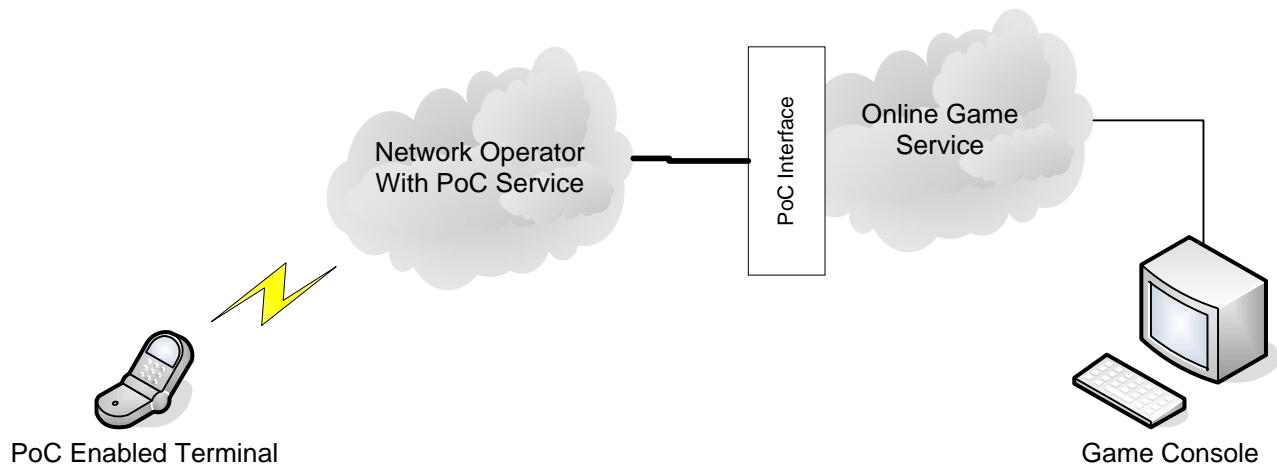 Network Operator
With PoC Service
PoC Interface
Online Game
Service
PoC Enabled Terminal
Game Console